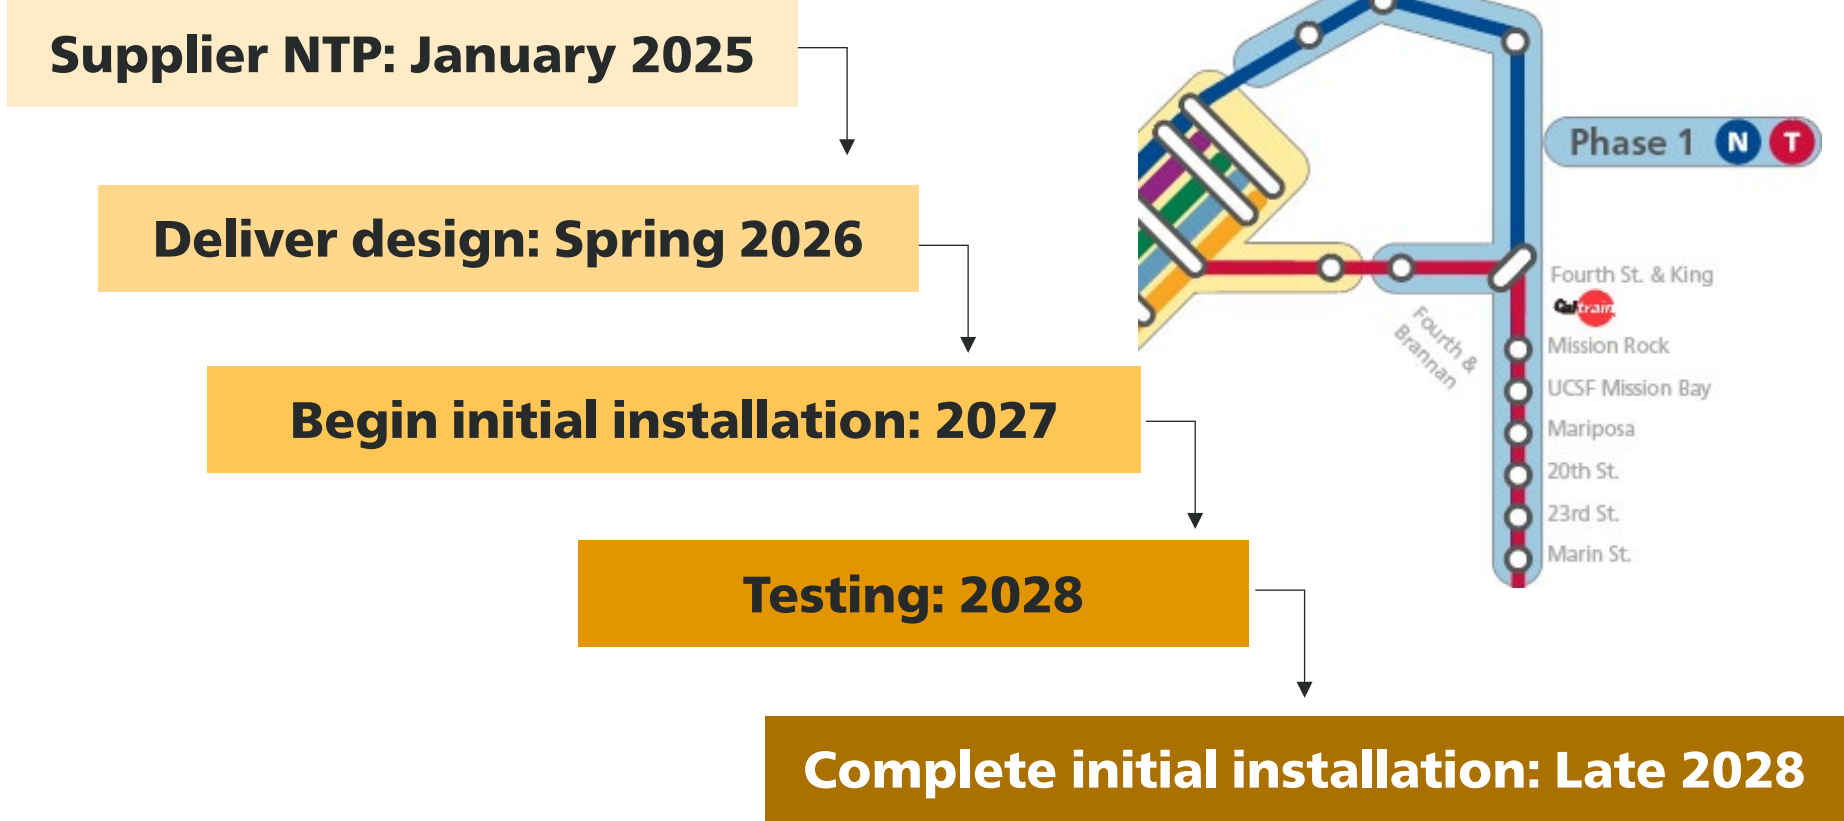 Supplier NTP: January 2025
Deliver design: Spring 2026
Begin initial installation: 2027
Testing: 2028
Complete initial installation: Late 2028
Phase 1 N T
Fourth St. & King
Caltrain
Fourth &
Brannan
Mission Rock
UCSF Mission Bay
Mariposa
20th St.
23rd St.
Marin St.